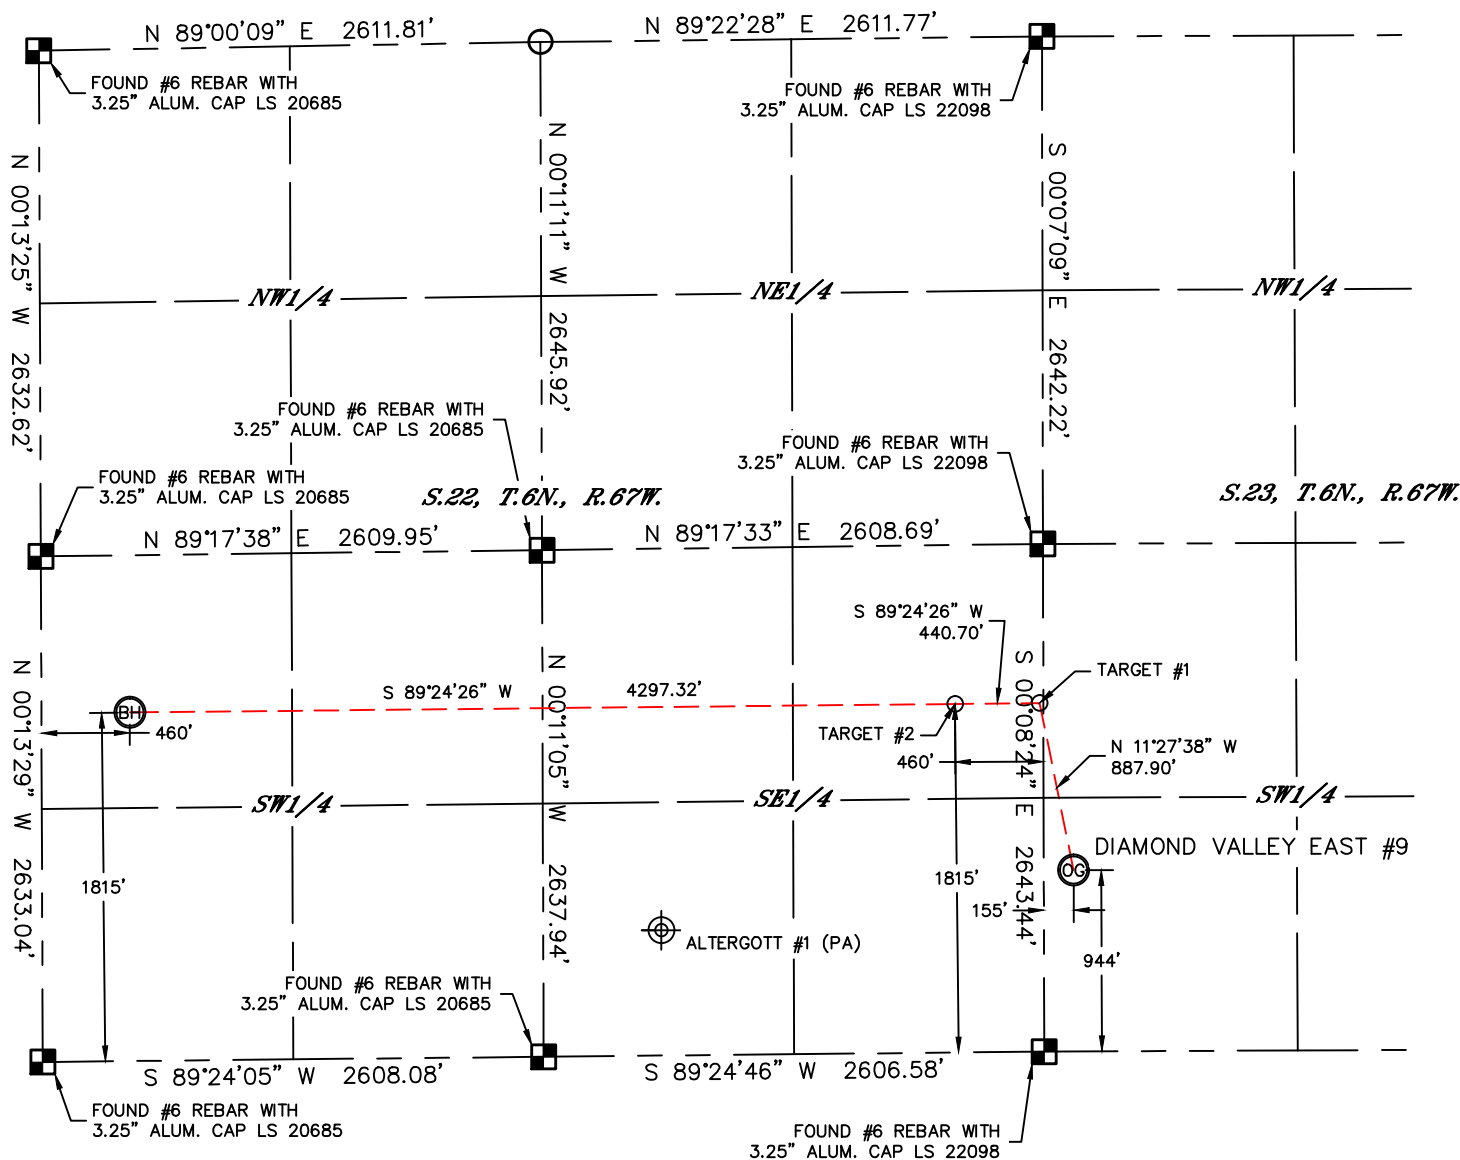 N 89°00'09" E 2611.81'
N 89°22'28" E 2611.77'
FOUND #6 REBAR WITH
3.25" ALUM. CAP LS 20685
FOUND #6 REBAR WITH
3.25" ALUM. CAP LS 22098
N 00°13'25" W 2632.62'
N 00°11'11" W 2645.92'
S 00°07'09" E 2642.22'
NW1/4
NE1/4
NW1/4
FOUND #6 REBAR WITH
3.25" ALUM. CAP LS 20685
FOUND #6 REBAR WITH
3.25" ALUM. CAP LS 22098
FOUND #6 REBAR WITH
3.25" ALUM. CAP LS 20685
S.22, T.6N., R.67W.
S.23, T.6N., R.67W.
N 89°17'38" E 2609.95'
N 89°17'33" E 2608.69'
S 89°24'26" W
440.70'
N 00°13'29" W 2633.04'
N 00°11'05" W 2637.94'
S 00°08'24" E 2643.44'
TARGET #1
S 89°24'26" W 4297.32'
BH
460'
TARGET #2
460'
N 11°27'38" W
887.90'
SW1/4
SE1/4
SW1/4
DIAMOND VALLEY EAST #9
OG
1815'
1815'
155'
944'
ALTERGOTT #1 (PA)
FOUND #6 REBAR WITH
3.25" ALUM. CAP LS 20685
S 89°24'05" W 2608.08'
S 89°24'46" W 2606.58'
FOUND #6 REBAR WITH
3.25" ALUM. CAP LS 20685
FOUND #6 REBAR WITH
3.25" ALUM. CAP LS 22098